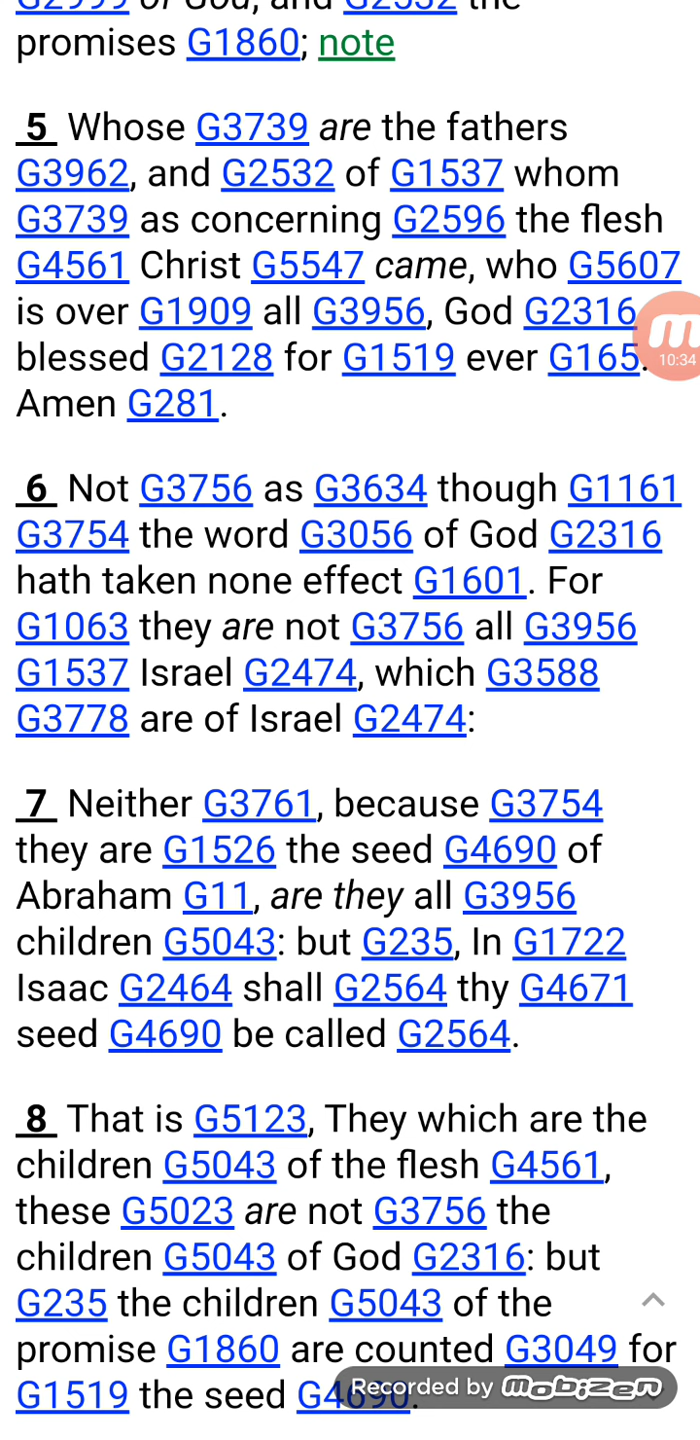 promises G1860; note
5 Whose G3739 are the fathers
G3962, and G2532 of G1537 whom
G3739 as concerning G2596 the flesh
G4561 Christ G5547 came, who G5607
is over G1909 all G3956, God G2316
blessed G2128 for G1519 ever G165.
10:34
Amen G281.
6 Not G3756 as G3634 though G1161
G3754 the word G3056 of God G2316
hath taken none effect G1601. For
G1063 they are not G3756 all G3956
G1537 Israel G2474, which G3588
G3778 are of Israel G2474:
7 Neither G3761, because G3754
they are G1526 the seed G4690 of
Abraham G11, are they all G3956
children G5043: but G235, In G1722
Isaac G2464 shall G2564 thy G4671
seed G4690 be called G2564.
8 That is G5123, They which are the
children G5043 of the flesh G4561,
these G5023 are not G3756 the
children G5043 of God G2316: but
G235 the children G5043 of the
promise G1860 are counted G3049 for
G1519 the seed G4690.
Recorded by mobizen